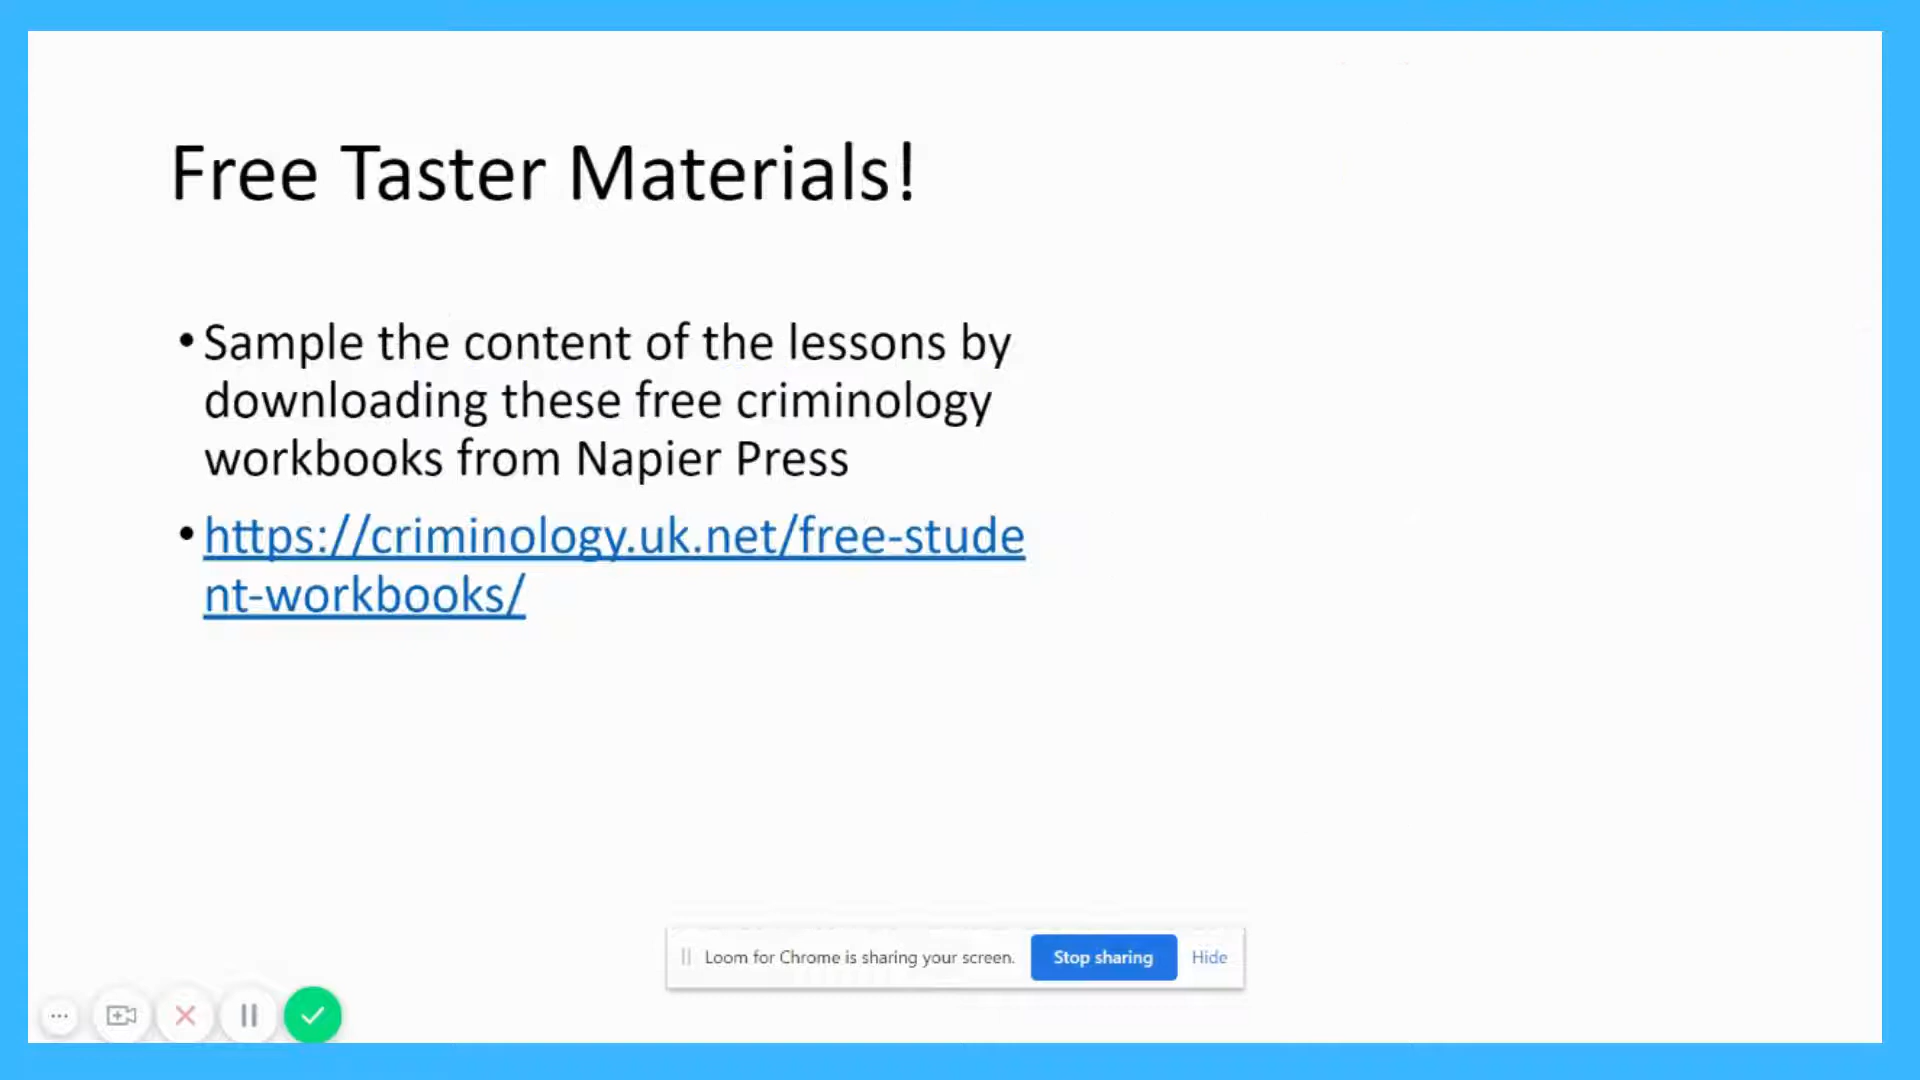 Free Taster Materials!
• Sample the content of the lessons by
downloading these free criminology
workbooks from Napier Press
• https://criminology.uk.net/free-stude
nt-workbooks/
Loom for Chrome is sharing your screen. Stop sharing Hide